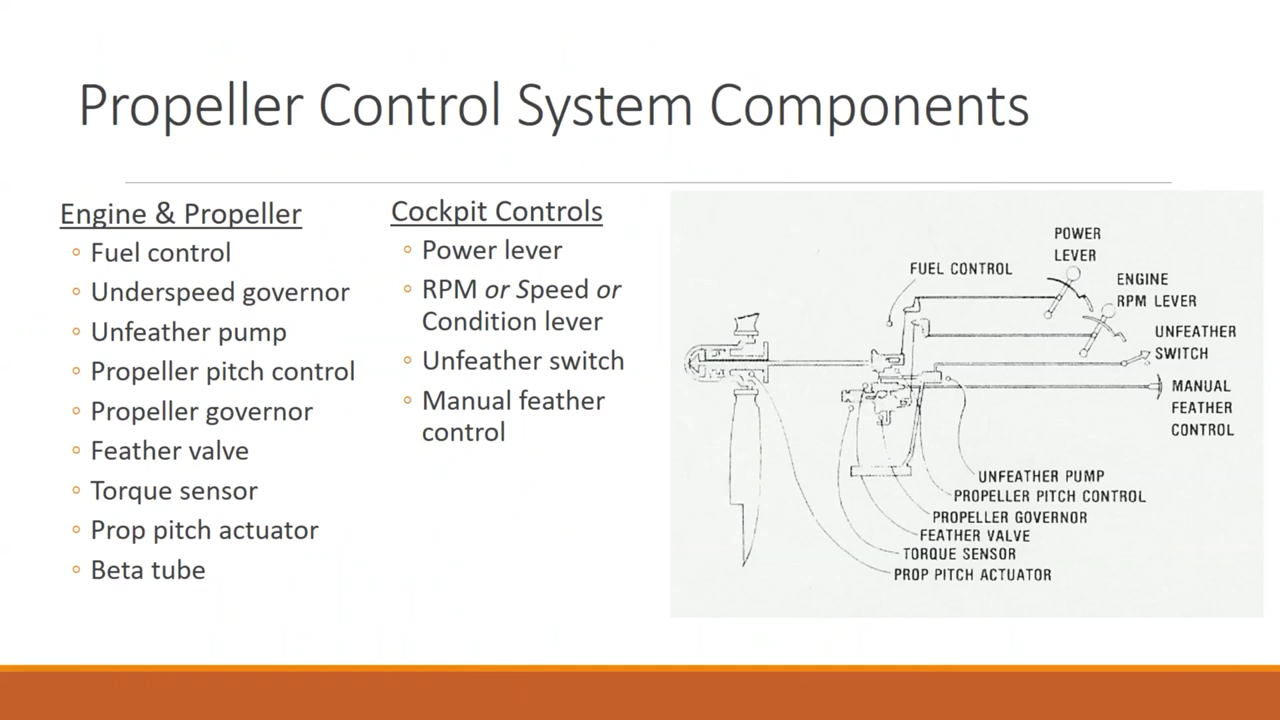 Propeller Control System Components
Engine & Propeller
Fuel control
Underspeed governor
Unfeather pump
Propeller pitch control
Propeller governor
Feather valve
Torque sensor
Prop pitch actuator
Beta tube
Cockpit Controls
Power lever
RPM or Speed or
Condition lever
Unfeather switch
Manual feather
control
POWER
LEVER
FUEL CONTROL
ENGINE
RPM LEVER
UNFEATHER
SWITCH
MANUAL
FEATHER
CONTROL
UNFEATHER PUMP
PROPELLER PITCH CONTROL
PROPELLER GOVERNOR
FEATHER VALVE
TORQUE SENSOR
PROP PITCH ACTUATOR